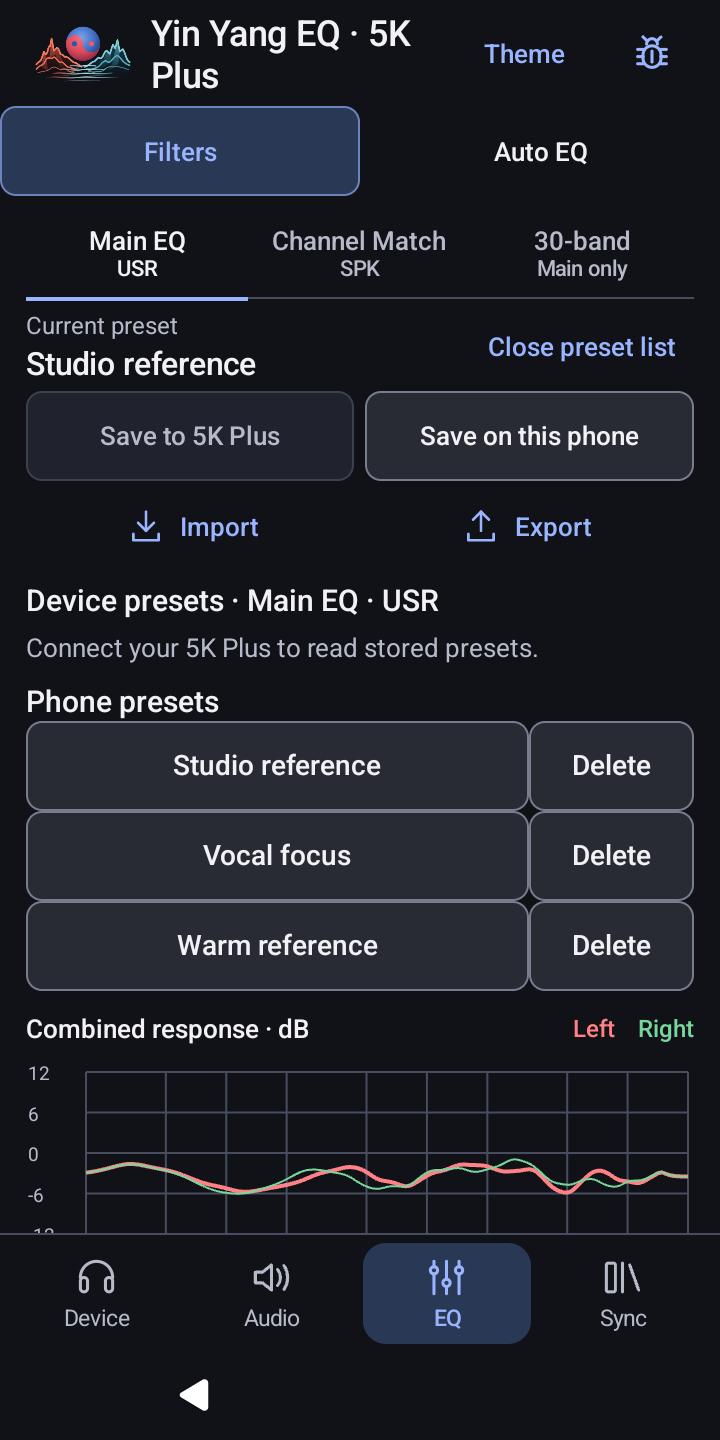 Yin Yang EQ · 5K
Plus
Theme
Filters
Auto EQ
Main EQ
USR
Channel Match
SPK
30-band
Main only
Current preset
Studio reference
Close preset list
Save to 5K Plus
Save on this phone
Import
Export
Device presets · Main EQ · USR
Connect your 5K Plus to read stored presets.
Phone presets
Studio reference
Delete
Vocal focus
Delete
Warm reference
Delete
Combined response · dB
Left
Right
12
6
0
-6
-12
Device
Audio
EQ
Sync